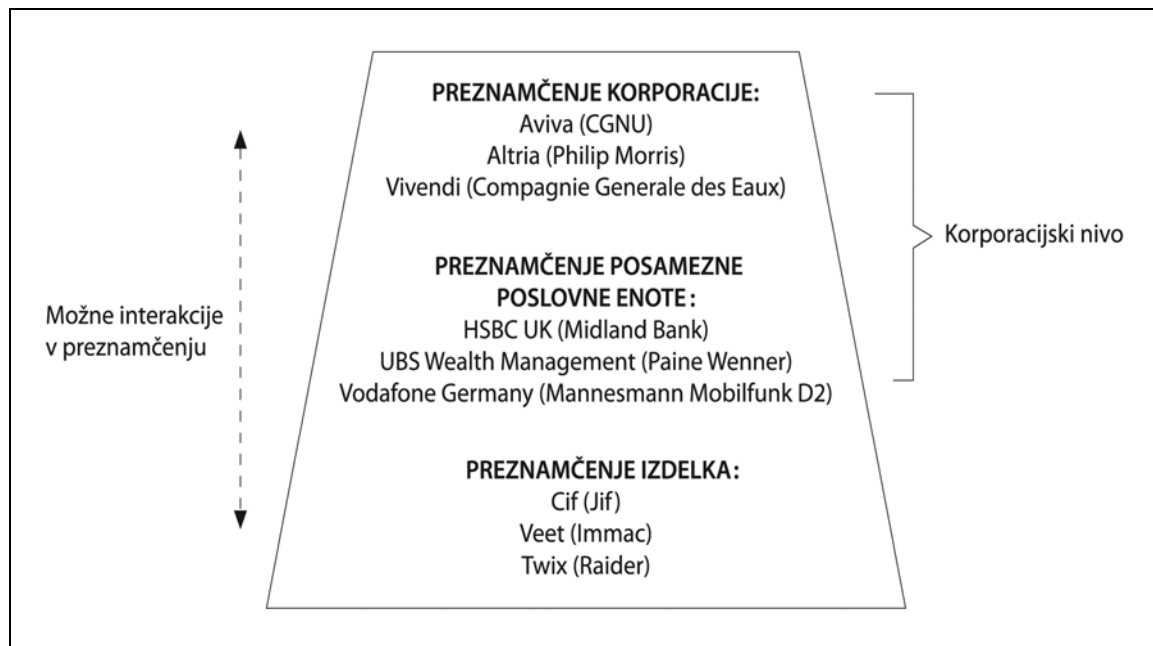 PREZNAMČENJE KORPORACIJE:
Aviva (CGNU)
Altria (Philip Morris)
Vivendi (Compagnie Generale des Eaux)
Korporacijski nivo
PREZNAMČENJE POSAMEZNE
POSLOVNE ENOTE :
HSBC UK (Midland Bank)
UBS Wealth Management (Paine Wenner)
Vodafone Germany (Mannesmann Mobilfunk D2)
Možne interakcije
v preznamčenju
PREZNAMČENJE IZDELKA :
Cif (Jif)
Veet (Immac)
Twix (Raider)